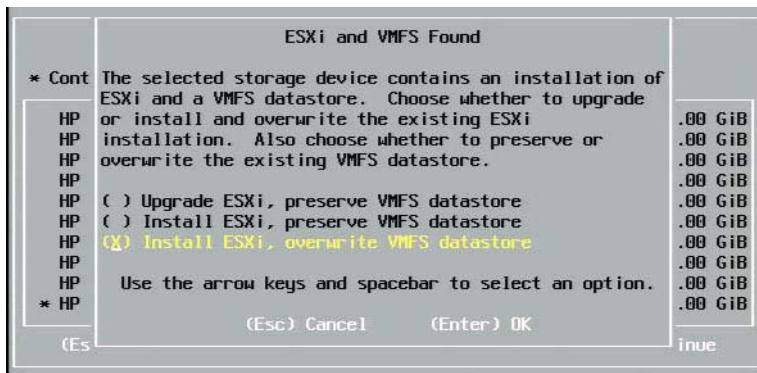 ESXi and VMFS Found
* Cont The selected storage device contains an installation of
ESXi and a VMFS datastore. Choose whether to upgrade
HP or install and overwrite the existing ESXi .00 GiB
HP installation. Also choose whether to preserve or .00 GiB
HP overwrite the existing VMFS datastore. .00 GiB
HP .00 GiB
HP ( ) Upgrade ESXi, preserve VMFS datastore .00 GiB
HP ( ) Install ESXi, preserve VMFS datastore .00 GiB
HP (X) Install ESXi, overwrite VMFS datastore .00 GiB
HP .00 GiB
HP Use the arrow keys and spacebar to select an option. .00 GiB
* HP .00 GiB
(Esc) Cancel (Enter) OK
(Es inue